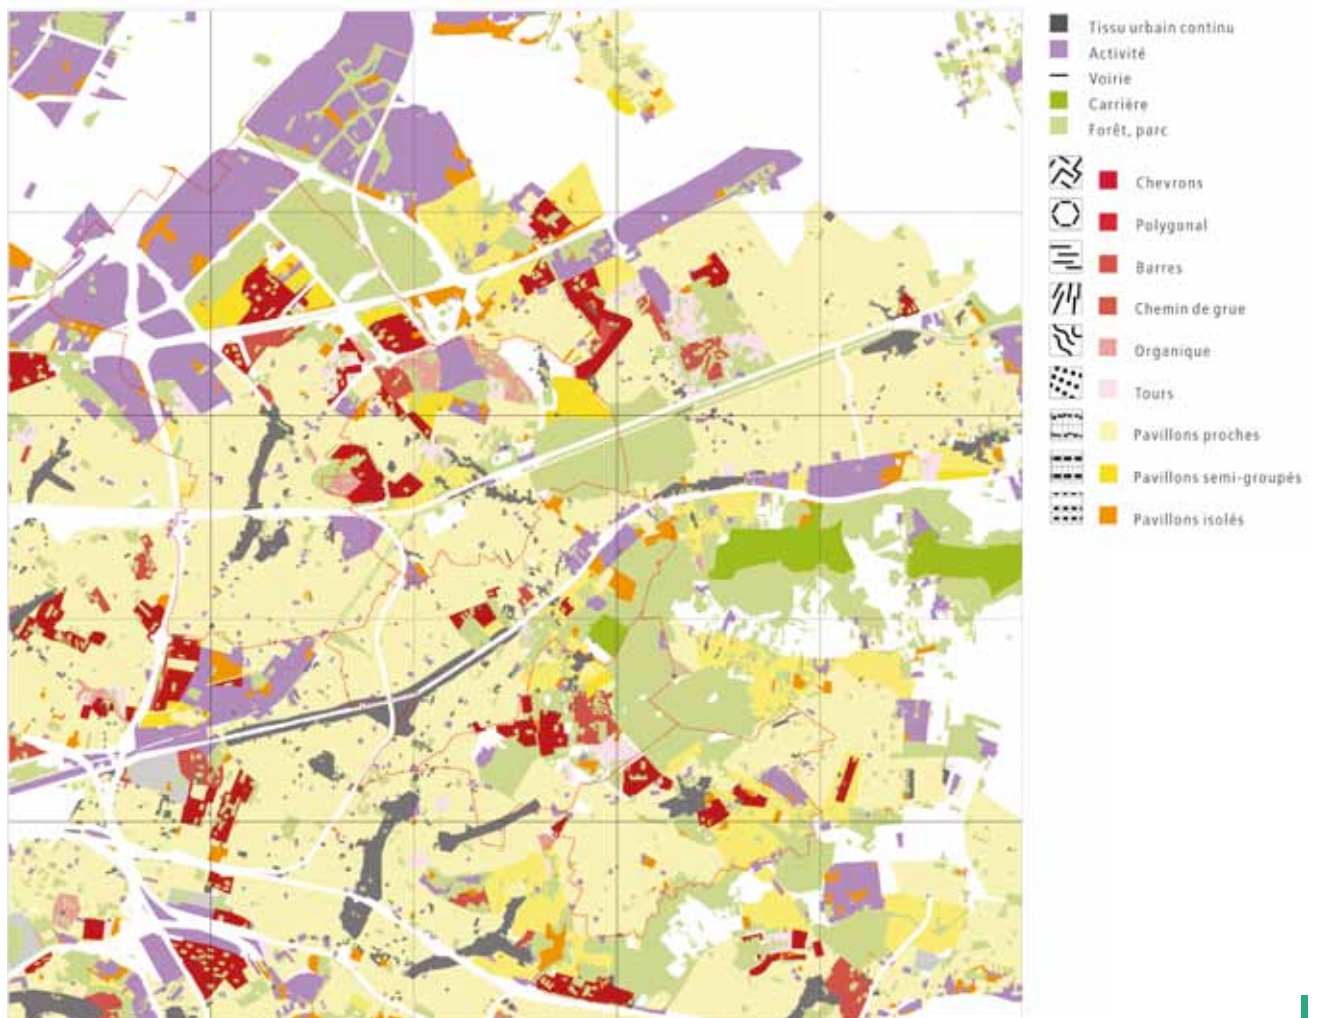 Tissu urbain continu
Activité
Voirie
Carrière
Forêt, parc
Chevrons
Polygonal
Barres
Chemin de grue
Organique
Tours
Pavillons proches
Pavillons semi-groupés
Pavillons isolés